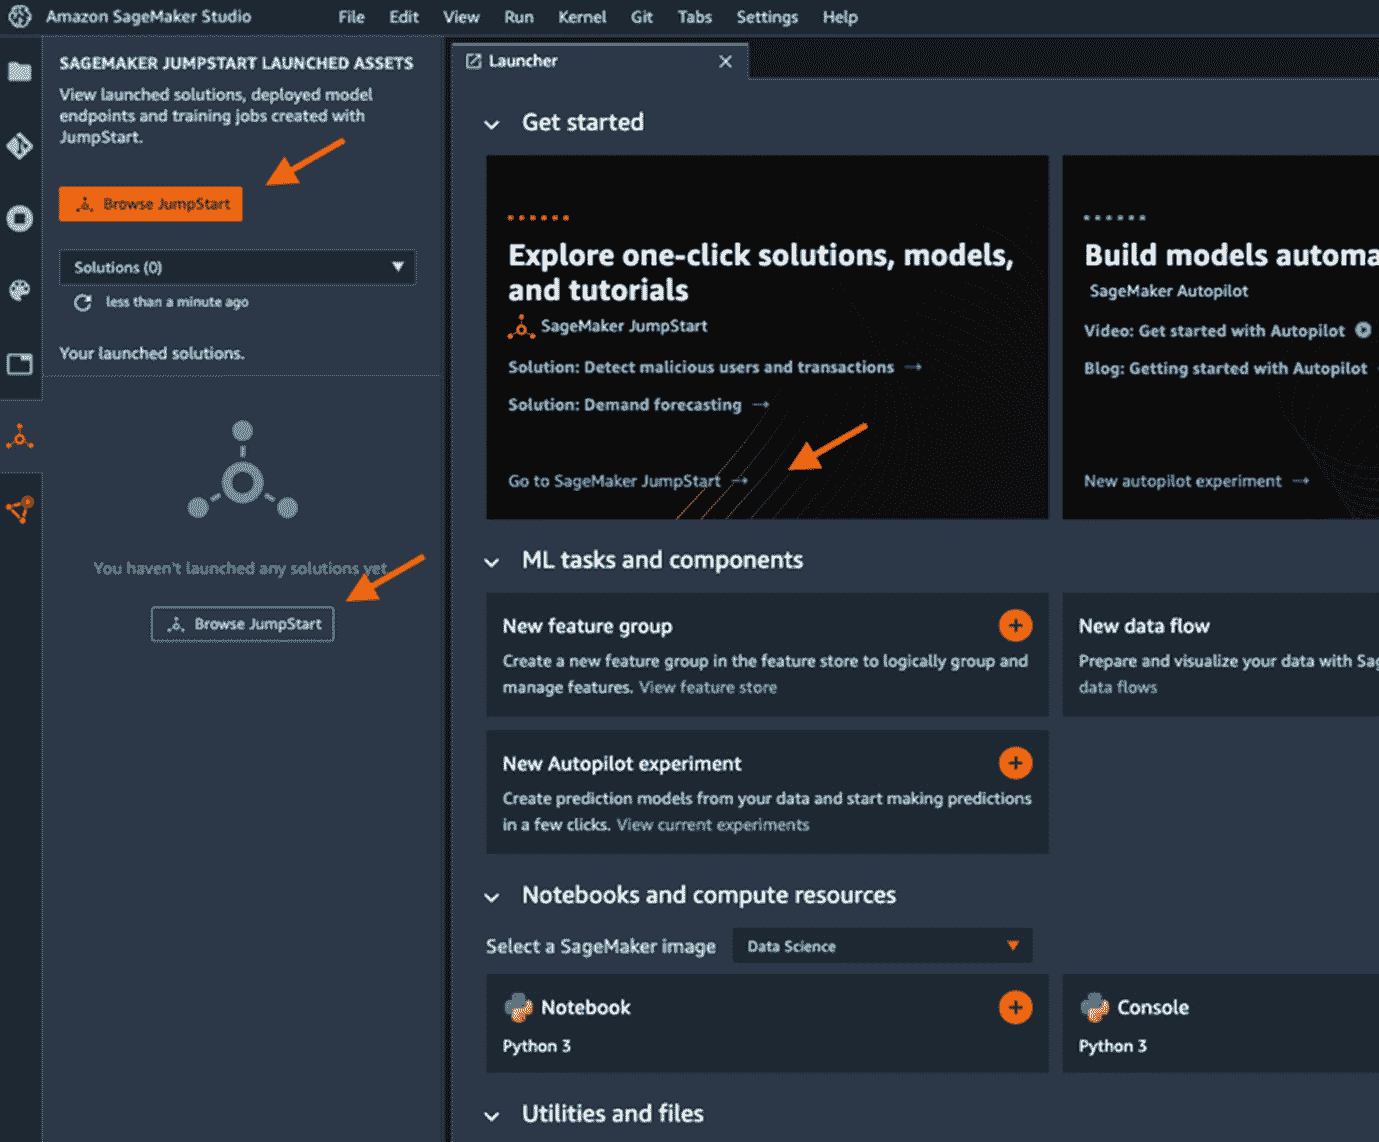 Amazon SageMaker Studio File Edit View Run Kernel Git Tabs Settings Help
SAGEMAKER JUMPSTART LAUNCHED ASSETS
View launched solutions, deployed model
endpoints and training jobs created with
JumpStart.
Browse JumpStart
Solutions (0)
less than a minute ago
Your launched solutions.
You haven't launched any solutions yet
Browse JumpStart
Launcher
Get started
Explore one-click solutions, models,
and tutorials
SageMaker JumpStart
Solution: Detect malicious users and transactions →
Solution: Demand forecasting →
Go to SageMaker JumpStart →
Build models automa
SageMaker Autopilot
Video: Get started with Autopilot
Blog: Getting started with Autopilot
New autopilot experiment →
ML tasks and components
New feature group
Create a new feature group in the feature store to logically group and
manage features. View feature store
New data flow
Prepare and visualize your data with Sag
data flows
New Autopilot experiment
Create prediction models from your data and start making predictions
in a few clicks. View current experiments
Notebooks and compute resources
Select a SageMaker image Data Science
Notebook
Python 3
Console
Python 3
Utilities and files